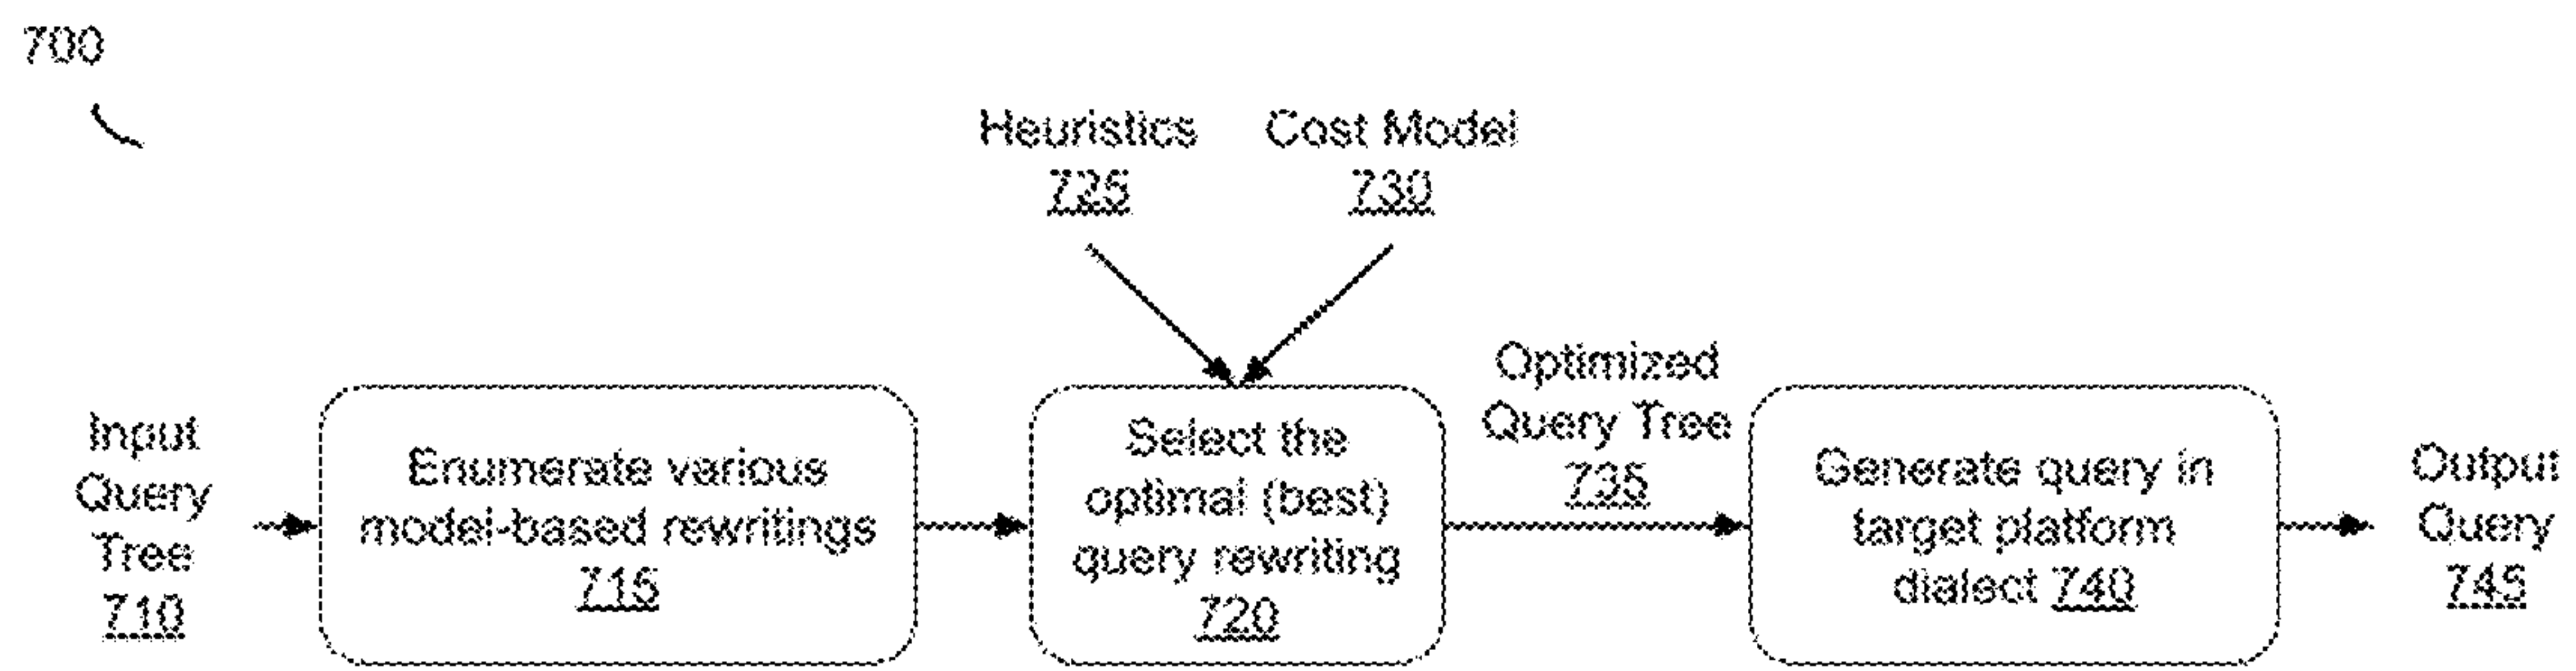 700
Heuristics
725
Cost Model
730
Input
Query
Tree
710
Enumerate various
model-based rewritings
715
Select the
optimal (best)
query rewriting
720
Optimized
Query Tree
735
Generate query in
target platform
dialect 740
Output
Query
745